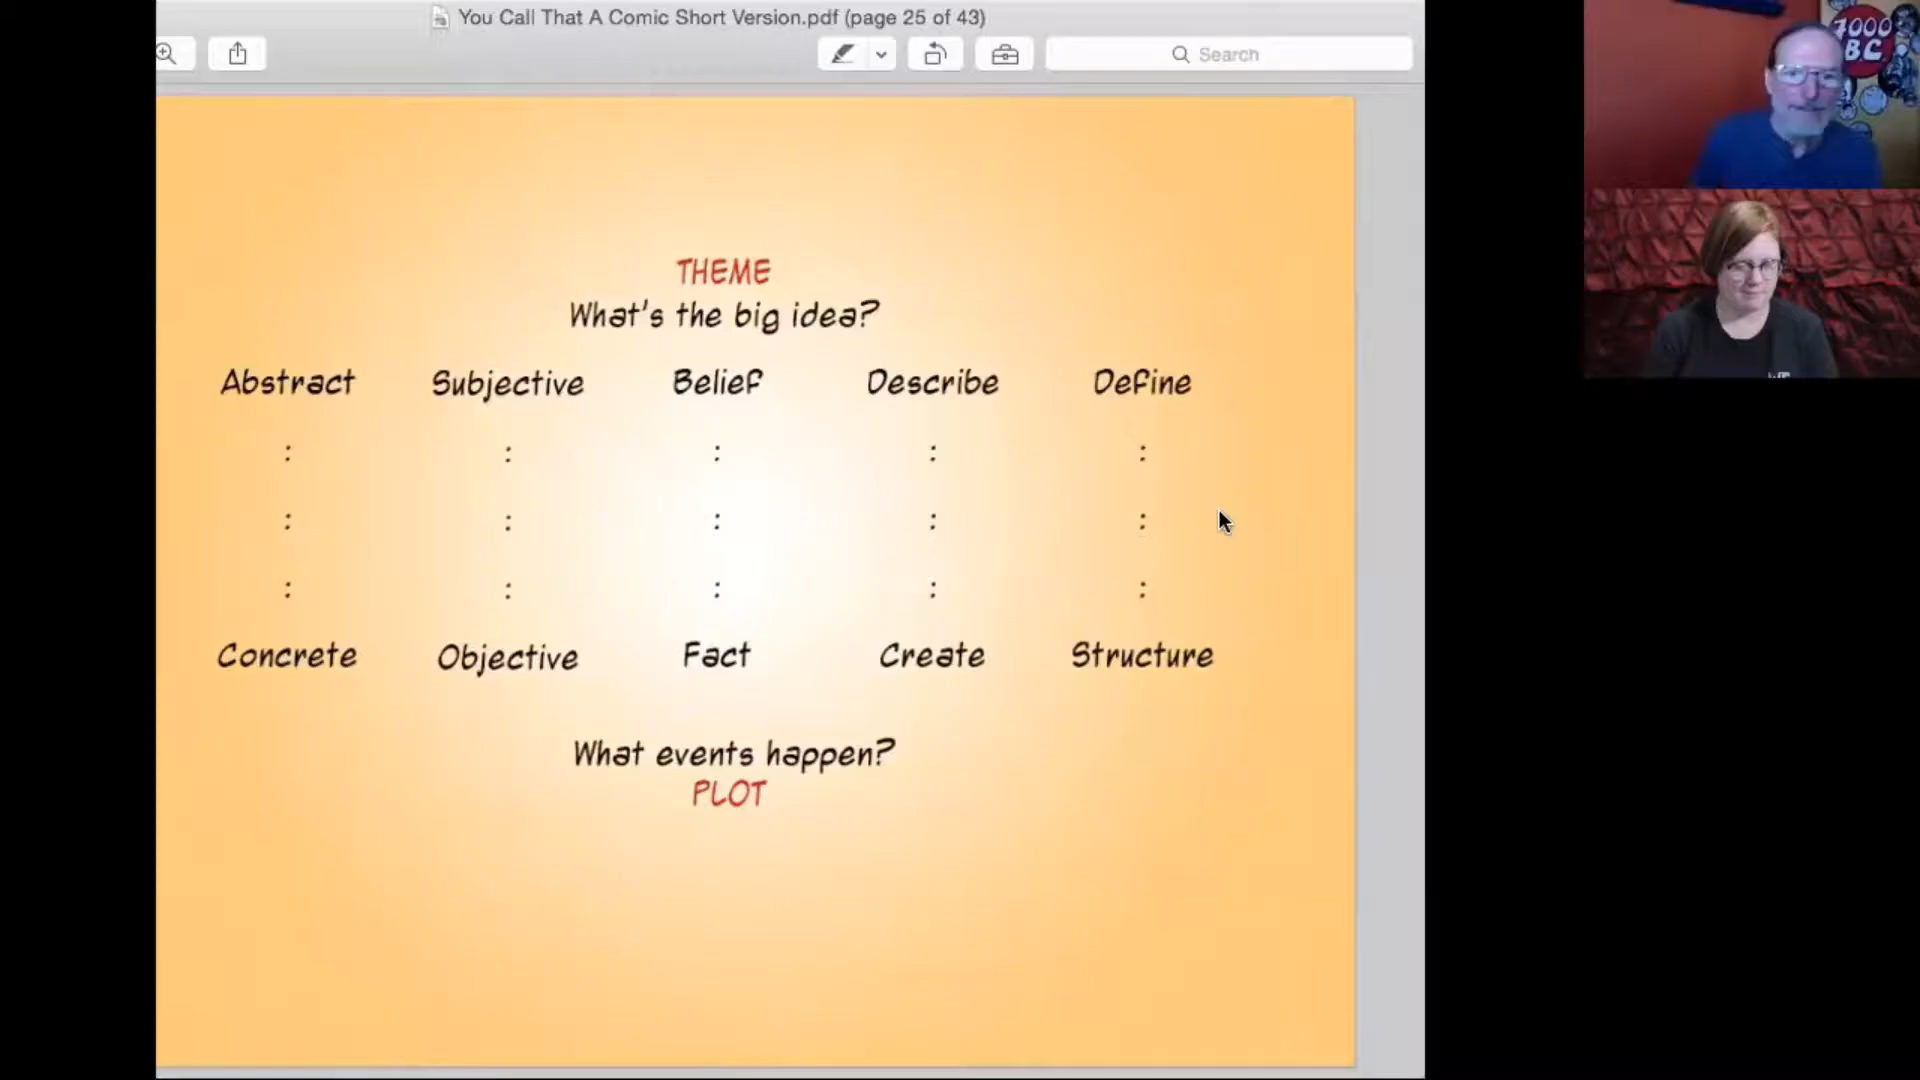 You Call That A Comic Short Version.pdf (page 25 of 43)
Search
7000
B.C.
THEME
What's the big idea?
Abstract Subjective Belief Describe Define
: : : : :
: : : : :
: : : : :
Concrete Objective Fact Create Structure
What events happen?
PLOT